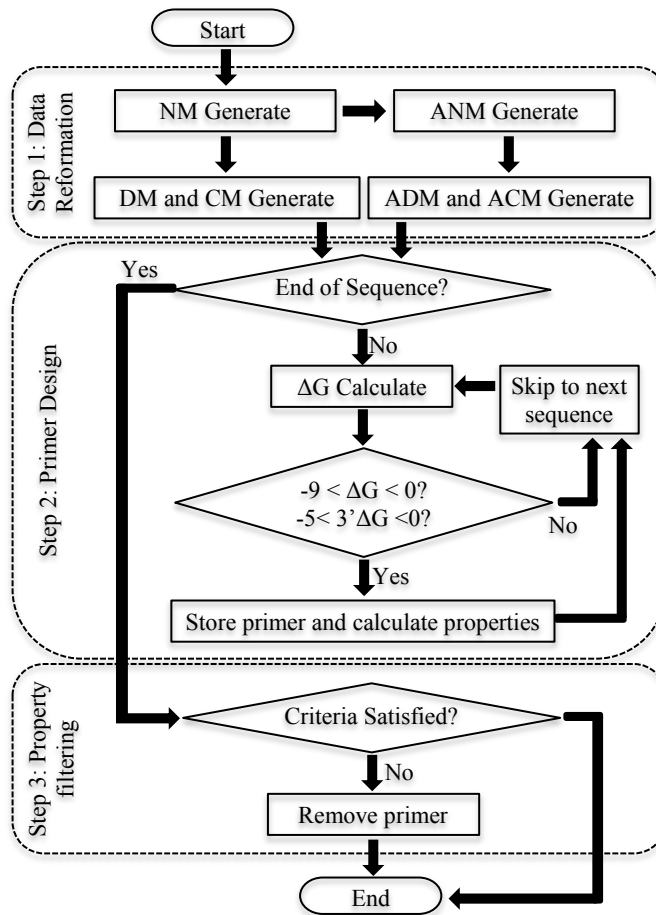 Start
Step 1: Data
Reformation
NM Generate
ANM Generate
DM and CM Generate
ADM and ACM Generate
Step 2: Primer Design
Yes
End of Sequence?
No
ΔG Calculate
Skip to next
sequence
-9 < ΔG < 0?
-5< 3’ΔG <0?
No
Yes
Store primer and calculate properties
Step 3: Property
filtering
Criteria Satisfied?
No
Remove primer
End